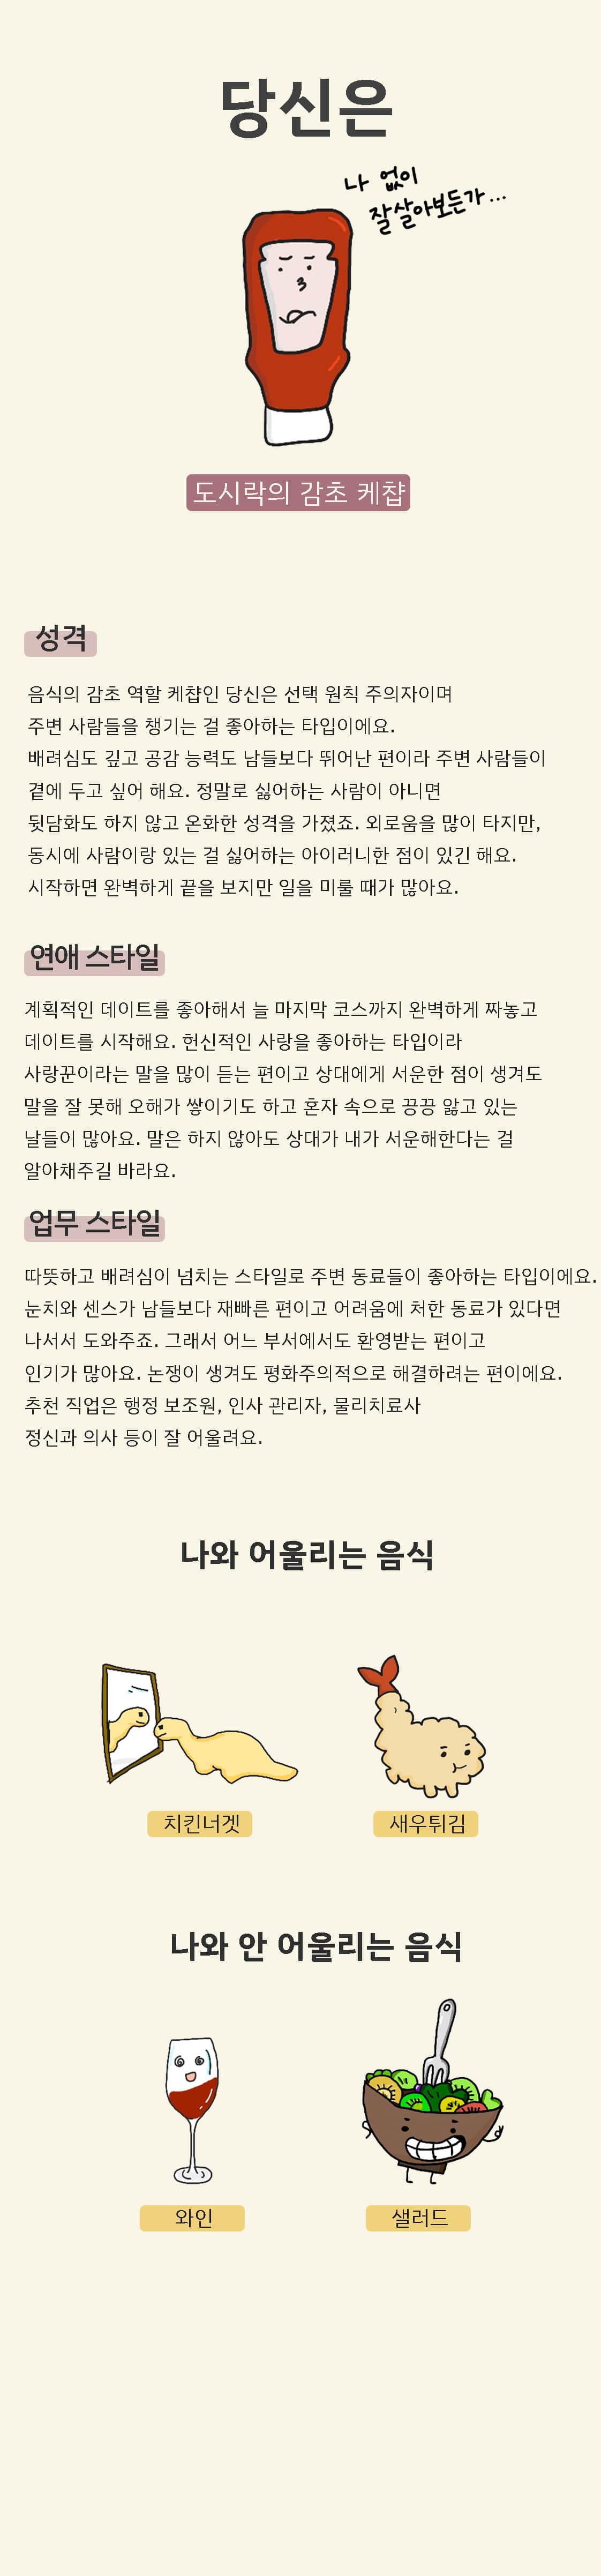 당신은
나 없이
잘살아보든가...
도시락의 감초 케챱
성격
음식의 감초 역할 케챱인 당신은 선택 원칙 주의자이며
주변 사람들을 챙기는 걸 좋아하는 타입이에요.
배려심도 깊고 공감 능력도 남들보다 뛰어난 편이라 주변 사람들이
곁에 두고 싶어 해요. 정말로 싫어하는 사람이 아니면
뒷담화도 하지 않고 온화한 성격을 가졌죠. 외로움을 많이 타지만,
동시에 사람이랑 있는 걸 싫어하는 아이러니한 점이 있긴 해요.
시작하면 완벽하게 끝을 보지만 일을 미룰 때가 많아요.
연애 스타일
계획적인 데이트를 좋아해서 늘 마지막 코스까지 완벽하게 짜놓고
데이트를 시작해요. 헌신적인 사랑을 좋아하는 타입이라
사랑꾼이라는 말을 많이 듣는 편이고 상대에게 서운한 점이 생겨도
말을 잘 못해 오해가 쌓이기도 하고 혼자 속으로 끙끙 앓고 있는
날들이 많아요. 말은 하지 않아도 상대가 내가 서운해한다는 걸
알아채주길 바라요.
업무 스타일
따뜻하고 배려심이 넘치는 스타일로 주변 동료들이 좋아하는 타입이에요.
눈치와 센스가 남들보다 재빠른 편이고 어려움에 처한 동료가 있다면
나서서 도와주죠. 그래서 어느 부서에서도 환영받는 편이고
인기가 많아요. 논쟁이 생겨도 평화주의적으로 해결하려는 편이에요.
추천 직업은 행정 보조원, 인사 관리자, 물리치료사
정신과 의사 등이 잘 어울려요.
나와 어울리는 음식
치킨너겟
새우튀김
나와 안 어울리는 음식
와인
샐러드